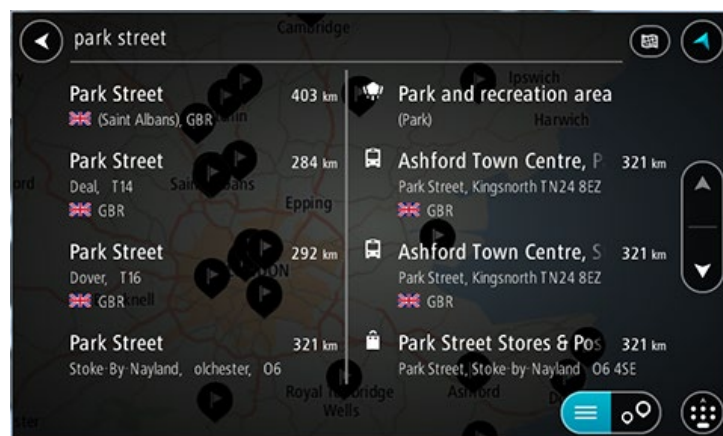 park street
Park Street
403 km
(Saint Albans), GBR
Park Street
284 km
Deal, T14
GBR
Park Street
292 km
Dover, T16
GBR
Park Street
321 km
Stoke-By-Nayland, olchester, O6
Park and recreation area
(Park)
Ashford Town Centre, P
321 km
Park Street, Kingsnorth TN24 8EZ
GBR
Ashford Town Centre, S
321 km
Park Street, Kingsnorth TN24 8EZ
GBR
Park Street Stores & Pos
321 km
Park Street, Stoke-by-Nayland O6 4SE
Cambridge
Ipswich
Harwich
Epping
Ashford
Wells